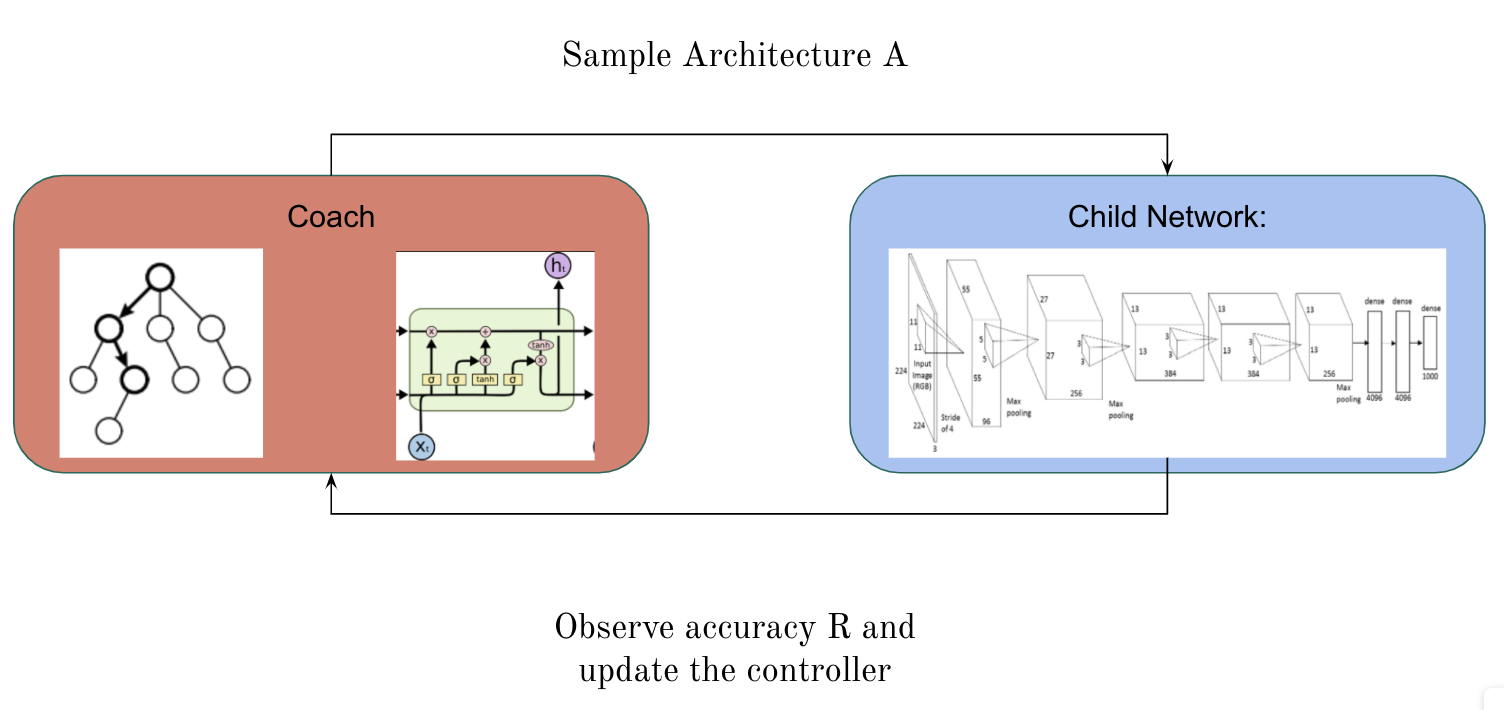 Sample Architecture A
Coach
Child Network:
hₜ
x
+
tanh
x
x
σ
σ
tanh
σ
Xₜ
55
27
13
13
13
dense
dense
dense
11
11
5
5
3
3
3
3
3
3
224
Input
Image
(RGB)
55
27
13
13
13
384
384
256
1000
256
Max
pooling
4096
4096
Max
pooling
Max
pooling
Stride
of 4
96
224
3
Observe accuracy R and
update the controller